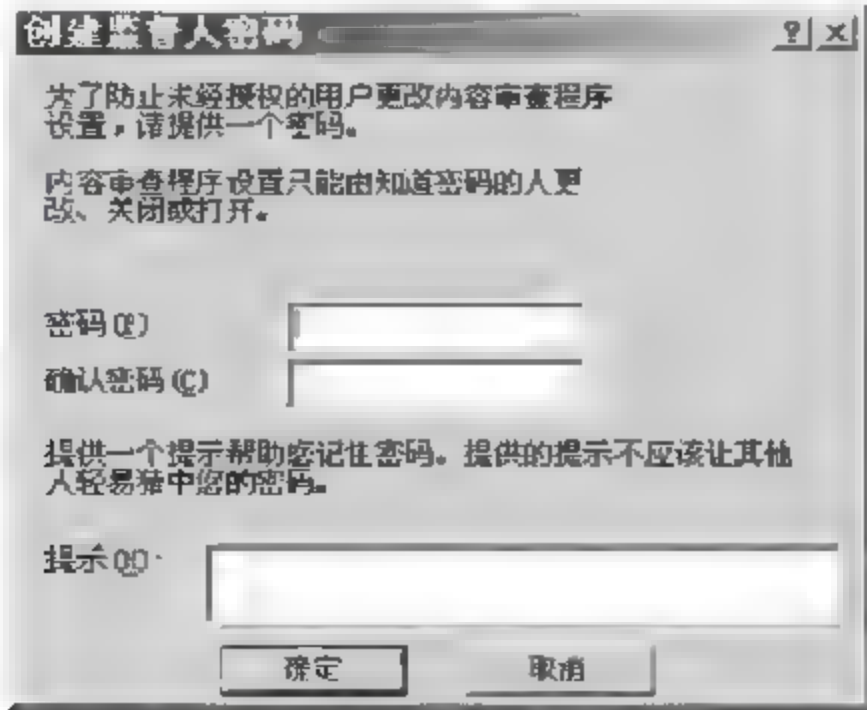 创建监督人密码
为了防止未经授权的用户更改内容审查程序
设置，请提供一个密码。
内容审查程序设置只能由知道密码的人更
改、关闭或打开。
密码(P)
确认密码(C)
提供一个提示帮助您记住密码。提供的提示不应该让其他
人轻易猜中您的密码。
提示(H)
确定
取消